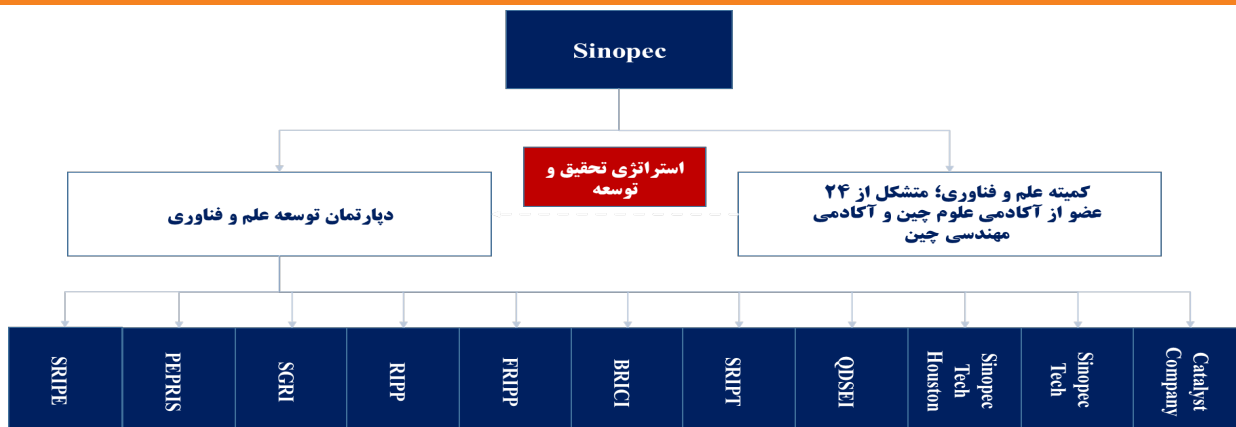 Sinopec
استراتژی تحقیق و
توسعه
کمیته علم و فناوری؛ متشکل از ۲۴
عضو از آکادمی علوم چین و آکادمی
مهندسی چین
دپارتمان توسعه علم و فناوری
SRIPE
PEPRIS
SGRI
RIPP
FRIPP
BRICI
SRIPT
QDSEI
Sinopec
Tech
Houston
Sinopec
Tech
Catalyst
Company